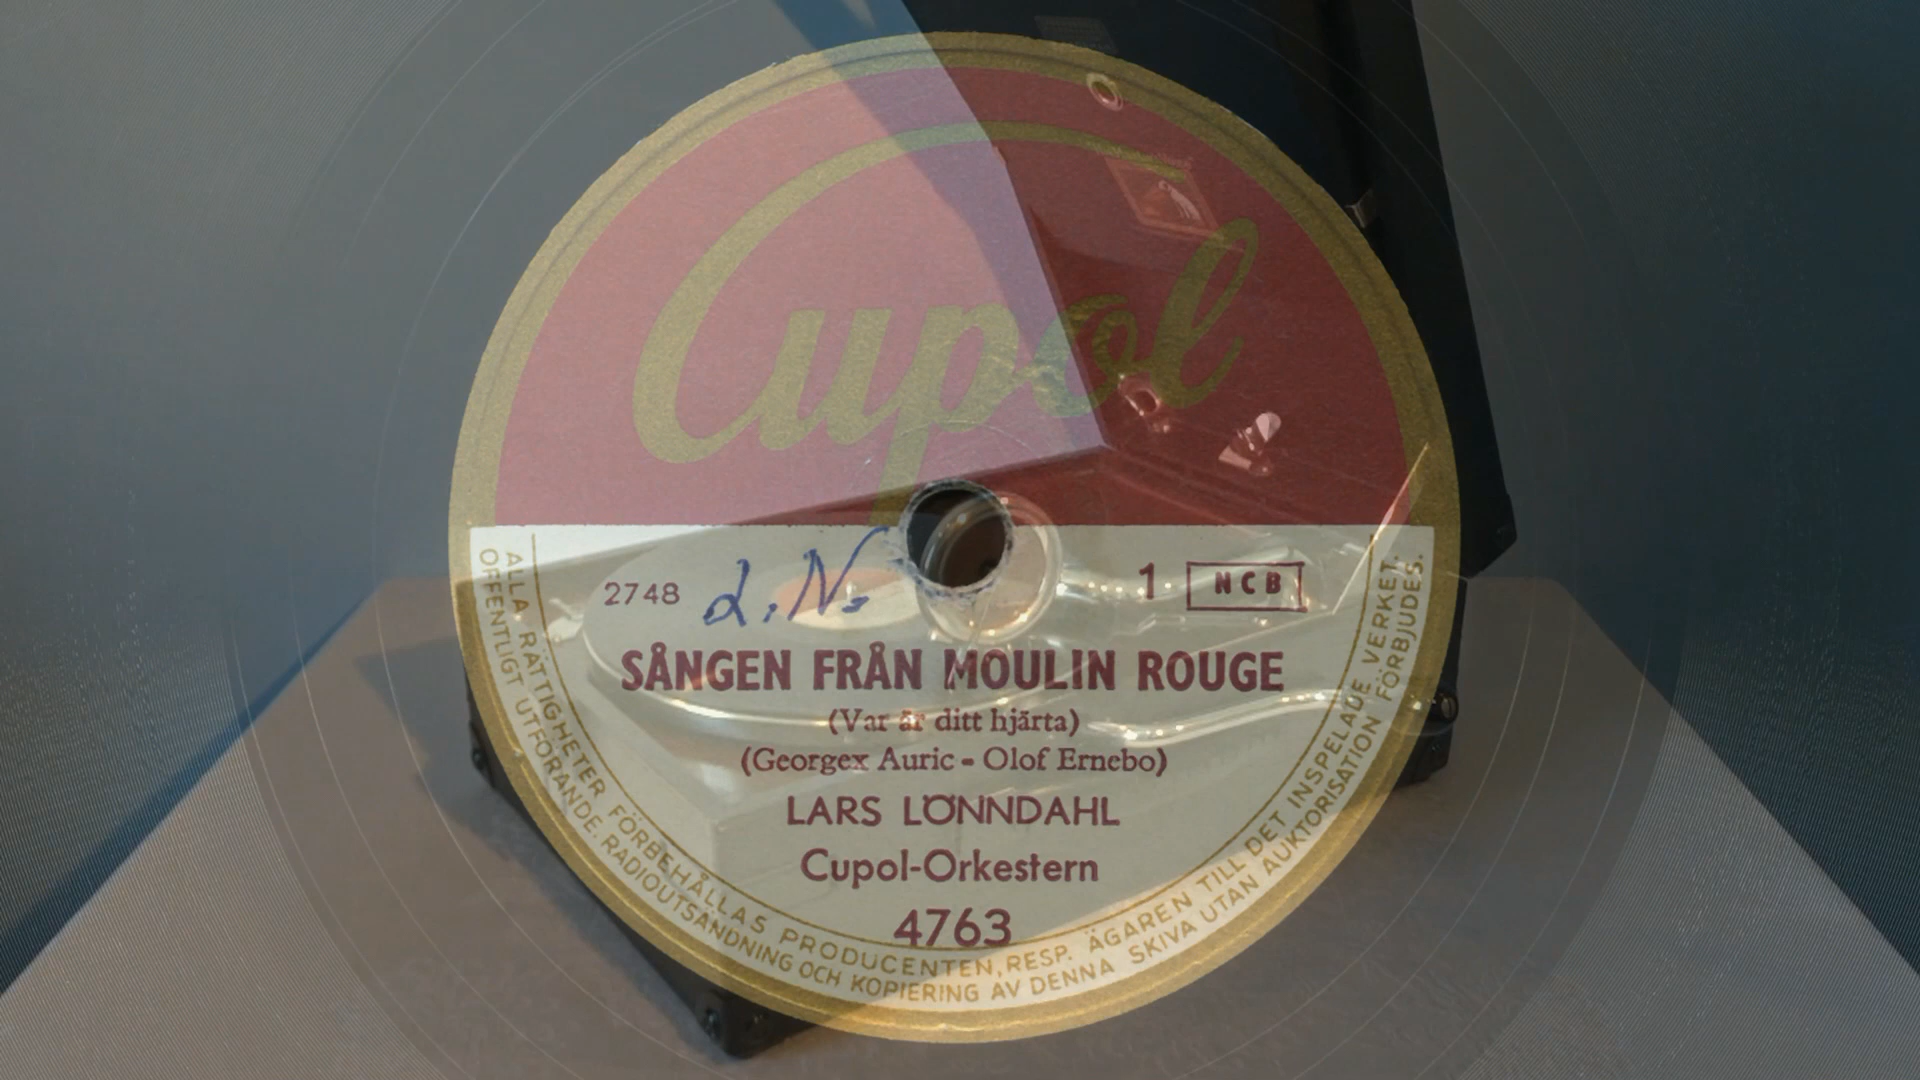 Cupol
2748 L. N. 1 NCB
SÅNGEN FRÅN MOULIN ROUGE
(Var är ditt hjärta)
(Georgex Auric - Olof Ernebo)
LARS LÖNNDAHL
Cupol-Orkestern
4763
ALLA RÄTTIGHETER FÖRBEHÅLLAS PRODUCENTEN, RESP. ÄGAREN TILL DET INSPELADE VERKET.
OFFENTLIGT UTFÖRANDE, RADIOUTSÄNDNING OCH KOPIERING AV DENNA SKIVA UTAN AUKTORISATION FÖRBJUDES.